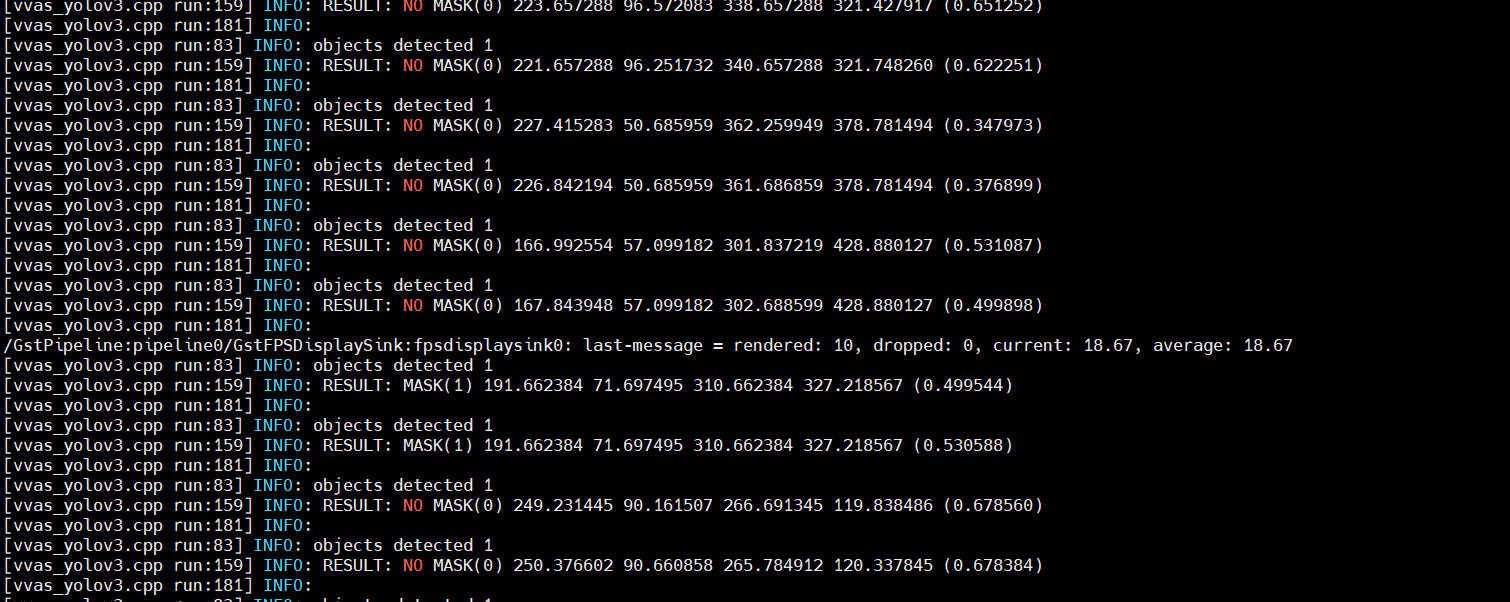 [vvas_yolov3.cpp run:159] INFO: RESULT: NO MASK(0) 223.657288 96.572083 338.657288 321.427917 (0.651252)
[vvas_yolov3.cpp run:181] INFO:
[vvas_yolov3.cpp run:83] INFO: objects detected 1
[vvas_yolov3.cpp run:159] INFO: RESULT: NO MASK(0) 221.657288 96.251732 340.657288 321.748260 (0.622251)
[vvas_yolov3.cpp run:181] INFO:
[vvas_yolov3.cpp run:83] INFO: objects detected 1
[vvas_yolov3.cpp run:159] INFO: RESULT: NO MASK(0) 227.415283 50.685959 362.259949 378.781494 (0.347973)
[vvas_yolov3.cpp run:181] INFO:
[vvas_yolov3.cpp run:83] INFO: objects detected 1
[vvas_yolov3.cpp run:159] INFO: RESULT: NO MASK(0) 226.842194 50.685959 361.686859 378.781494 (0.376899)
[vvas_yolov3.cpp run:181] INFO:
[vvas_yolov3.cpp run:83] INFO: objects detected 1
[vvas_yolov3.cpp run:159] INFO: RESULT: NO MASK(0) 166.992554 57.099182 301.837219 428.880127 (0.531087)
[vvas_yolov3.cpp run:181] INFO:
[vvas_yolov3.cpp run:83] INFO: objects detected 1
[vvas_yolov3.cpp run:159] INFO: RESULT: NO MASK(0) 167.843948 57.099182 302.688599 428.880127 (0.499898)
[vvas_yolov3.cpp run:181] INFO:
/GstPipeline:pipeline0/GstFPSDisplaySink:fpsdisplaysink0: last-message = rendered: 10, dropped: 0, current: 18.67, average: 18.67
[vvas_yolov3.cpp run:83] INFO: objects detected 1
[vvas_yolov3.cpp run:159] INFO: RESULT: MASK(1) 191.662384 71.697495 310.662384 327.218567 (0.499544)
[vvas_yolov3.cpp run:181] INFO:
[vvas_yolov3.cpp run:83] INFO: objects detected 1
[vvas_yolov3.cpp run:159] INFO: RESULT: MASK(1) 191.662384 71.697495 310.662384 327.218567 (0.530588)
[vvas_yolov3.cpp run:181] INFO:
[vvas_yolov3.cpp run:83] INFO: objects detected 1
[vvas_yolov3.cpp run:159] INFO: RESULT: NO MASK(0) 249.231445 90.161507 266.691345 119.838486 (0.678560)
[vvas_yolov3.cpp run:181] INFO:
[vvas_yolov3.cpp run:83] INFO: objects detected 1
[vvas_yolov3.cpp run:159] INFO: RESULT: NO MASK(0) 250.376602 90.660858 265.784912 120.337845 (0.678384)
[vvas_yolov3.cpp run:181] INFO: